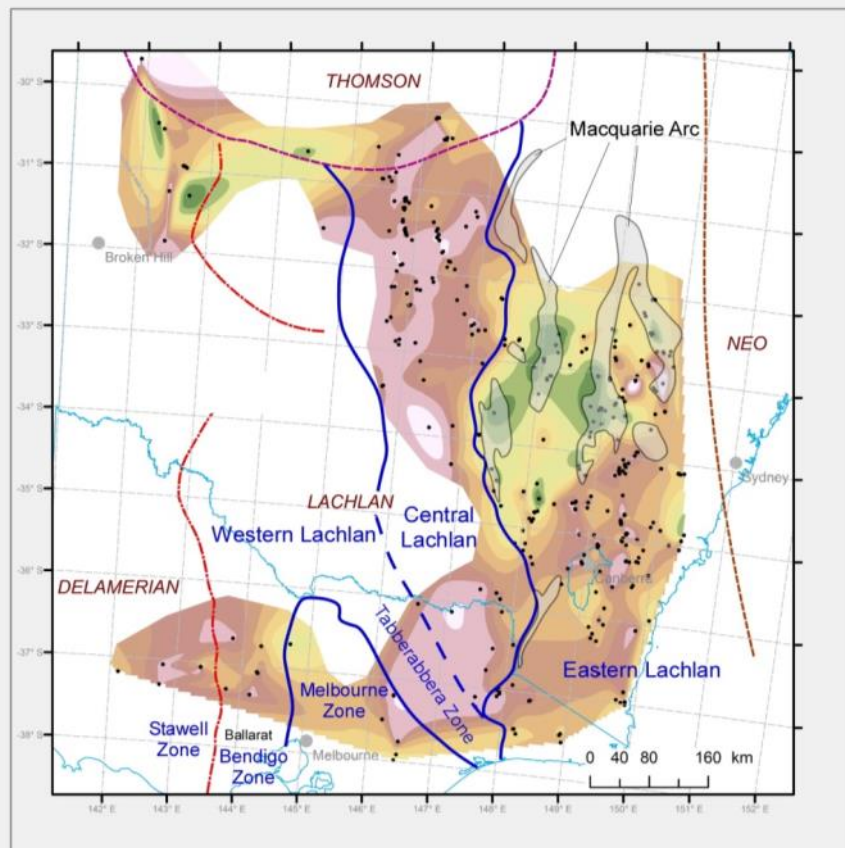 THOMSON
Macquarie Arc
-30° S
-31° S
-32° S
-33° S
-34° S
-35° S
-36° S
-37° S
-38° S
Broken Hill
NEO
Sydney
LACHLAN
Western Lachlan
Central
Lachlan
DELAMERIAN
Canberra
Tabberabbera Zone
Eastern Lachlan
Melbourne
Zone
Stawell
Zone
Ballarat
Bendigo
Zone
Melbourne
0 40 80 160 km
142° E 143° E 144° E 145° E 146° E 147° E 148° E 149° E 150° E 151° E 152° E